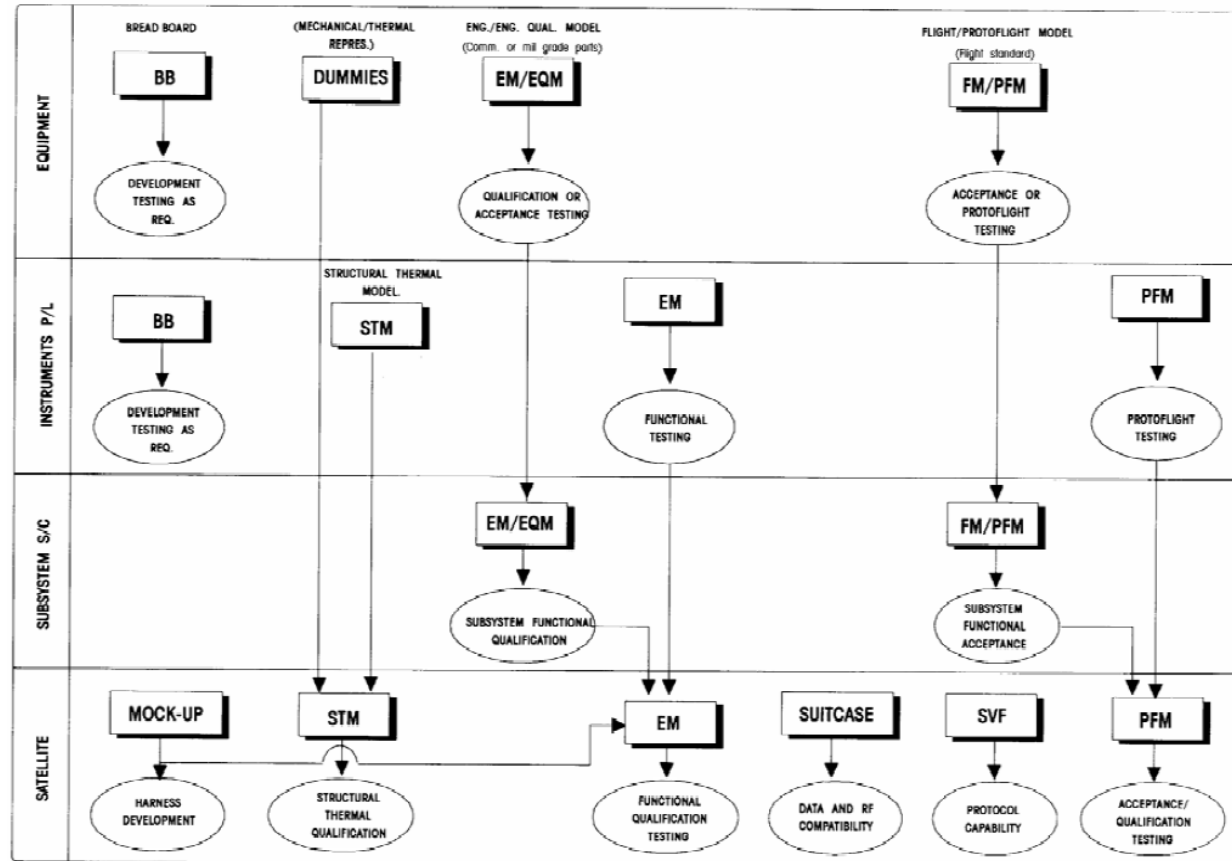 BREAD BOARD
(MECHANICAL/THERMAL
REPRES.)
ENG./ENG. QUAL. MODEL
(Comm. or mil grade parts)
FLIGHT/PROTOFLIGHT MODEL
(Flight standard)
EQUIPMENT
BB
DUMMIES
EM/EQM
FM/PFM
DEVELOPMENT
TESTING AS
REQ.
QUALIFICATION OR
ACCEPTANCE TESTING
ACCEPTANCE OR
PROTOFLIGHT
TESTING
INSTRUMENTS P/L
STRUCTURAL THERMAL
MODEL.
BB
STM
EM
PFM
DEVELOPMENT
TESTING AS
REQ.
FUNCTIONAL
TESTING
PROTOFLIGHT
TESTING
SUBSYSTEM S/C
EM/EQM
FM/PFM
SUBSYSTEM FUNCTIONAL
QUALIFICATION
SUBSYSTEM
FUNCTIONAL
ACCEPTANCE
SATELLITE
MOCK-UP
STM
EM
SUITCASE
SVF
PFM
HARNESS
DEVELOPMENT
STRUCTURAL
THERMAL
QUALIFICATION
FUNCTIONAL
QUALIFICATION
TESTING
DATA AND RF
COMPATIBILITY
PROTOCOL
CAPABILITY
ACCEPTANCE/
QUALIFICATION
TESTING